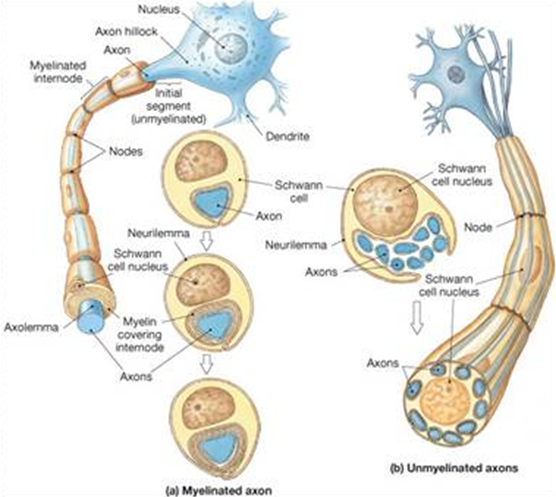 Nucleus
Axon hillock
Axon
Myelinated
internode
Initial
segment
(unmyelinated)
Dendrite
Nodes
Schwann
cell
Axon
Neurilemma
Schwann
cell nucleus
Axolemma
Myelin
covering
internode
Axons
(a) Myelinated axon
Schwann
cell nucleus
Node
Neurilemma
Axons
Schwann
cell nucleus
Axons
(b) Unmyelinated axons